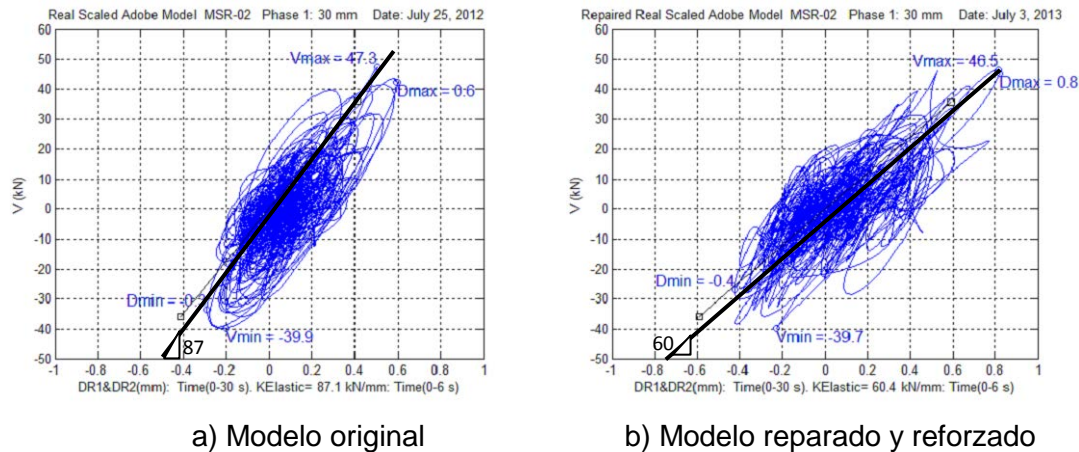 Real Scaled Adobe Model MSR-02 Phase 1: 30 mm Date: July 25, 2012
60
50
40
30
20
10
0
-10
-20
-30
-40
-50
V (kN)
Vmax = 47.3
Dmax = 0.6
Vmin = -39.9
87
-1 -0.8 -0.6 -0.4 -0.2 0 0.2 0.4 0.6 0.8 1
DR1&DR2(mm): Time(0-30 s). KElastic= 87.1 kN/mm: Time(0-6 s)
a) Modelo original
Repaired Real Scaled Adobe Model MSR-02 Phase 1: 30 mm Date: July 3, 2013
60
50
40
30
20
10
0
-10
-20
-30
-40
-50
V (kN)
Vmax = 46.5
Dmax = 0.8
Dmin = -0.4
Vmin = -39.7
60
-1 -0.8 -0.6 -0.4 -0.2 0 0.2 0.4 0.6 0.8 1
DR1&DR2(mm): Time(0-30 s). KElastic= 60.4 kN/mm: Time(0-6 s)
b) Modelo reparado y reforzado